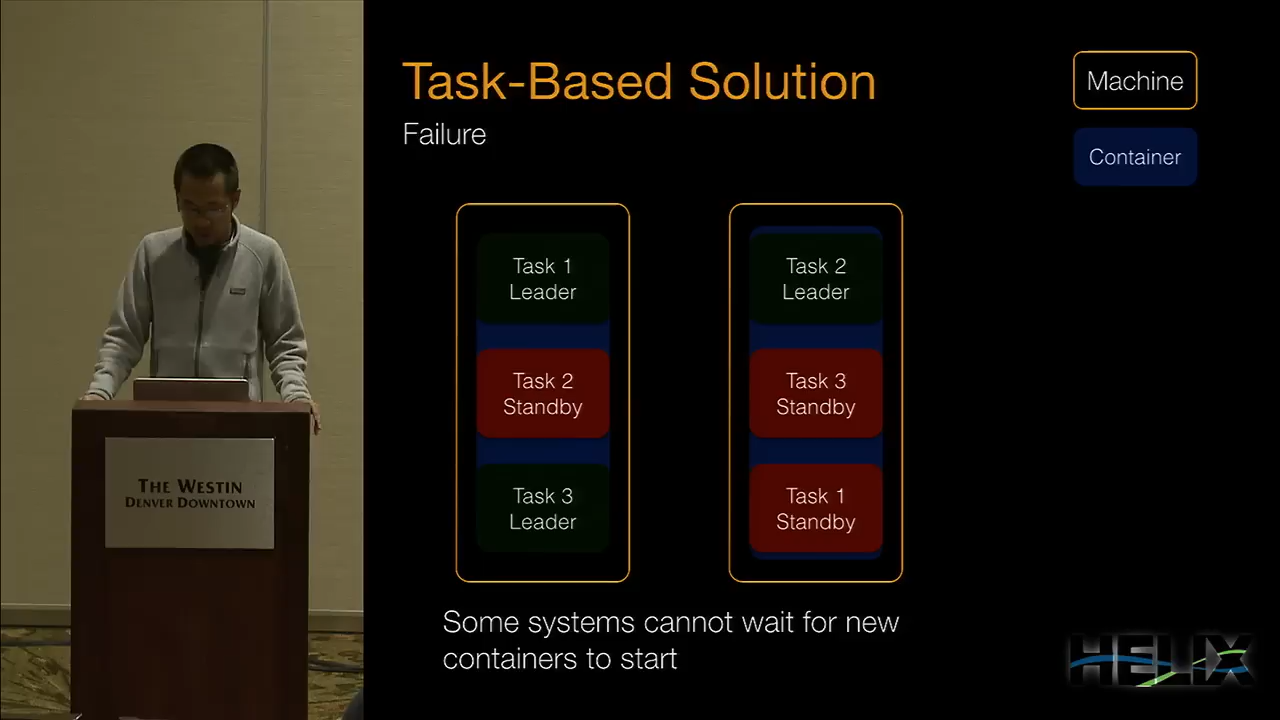 Task-Based Solution
Failure
Machine
Container
Task 1
Leader
Task 2
Standby
Task 3
Leader
Task 2
Leader
Task 3
Standby
Task 1
Standby
Some systems cannot wait for new
containers to start
HELIX
THE WESTIN
DENVER DOWNTOWN